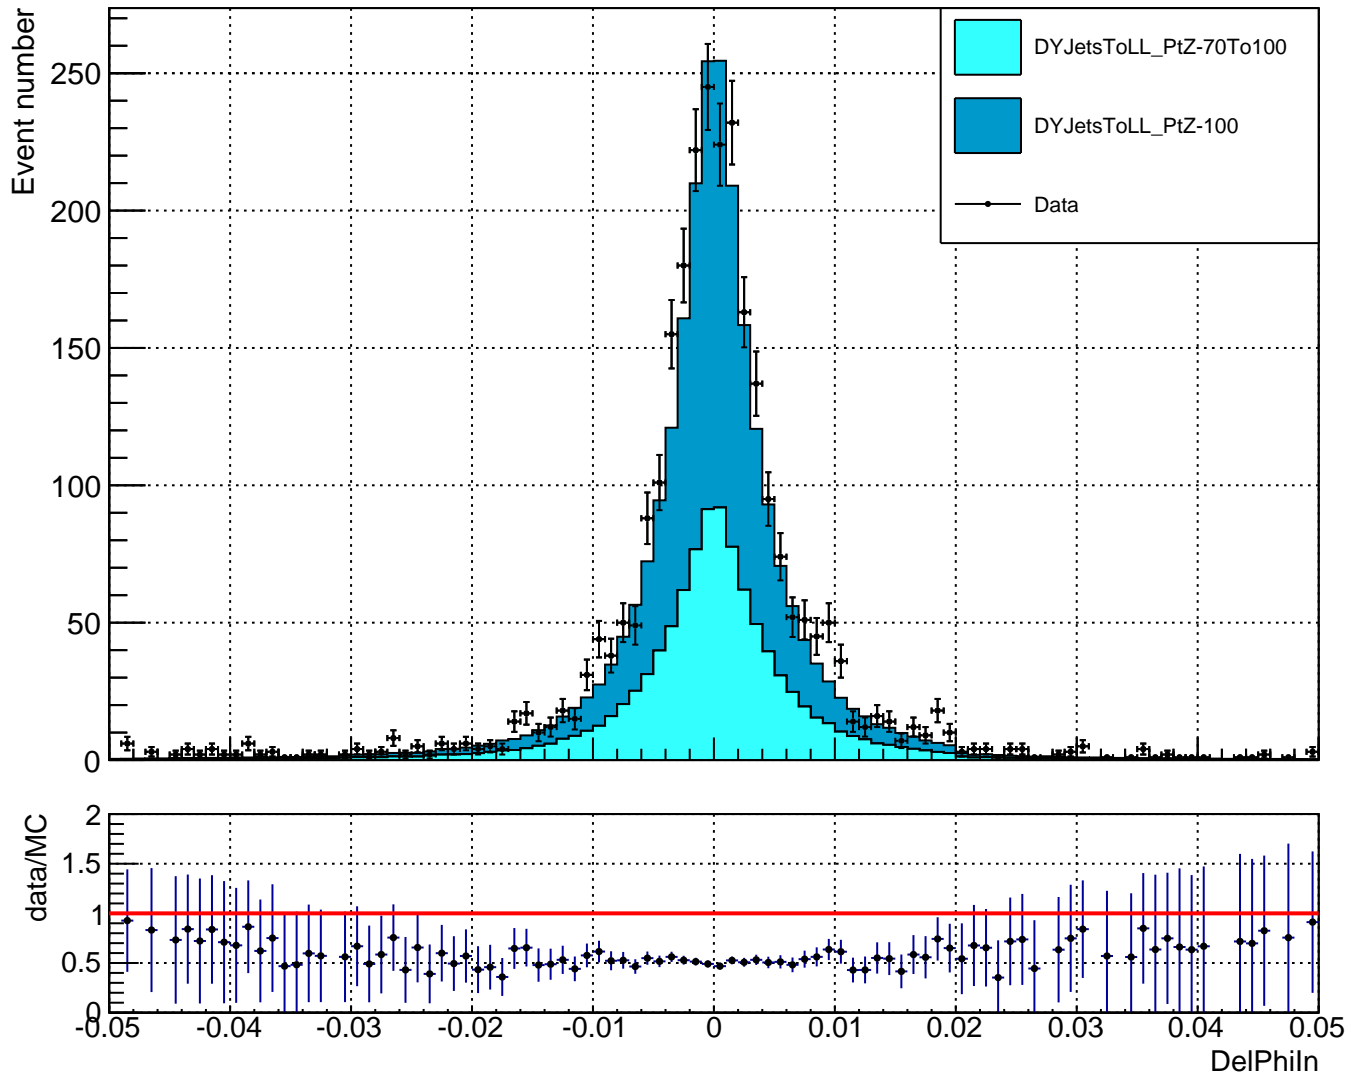 Event number
250
200
150
100
50
0
DYJetsToLL_PtZ-70To100
DYJetsToLL_PtZ-100
Data
data/MC
2
1.5
1
0.5
0
-0.05 -0.04 -0.03 -0.02 -0.01 0 0.01 0.02 0.03 0.04 0.05
DelPhiIn